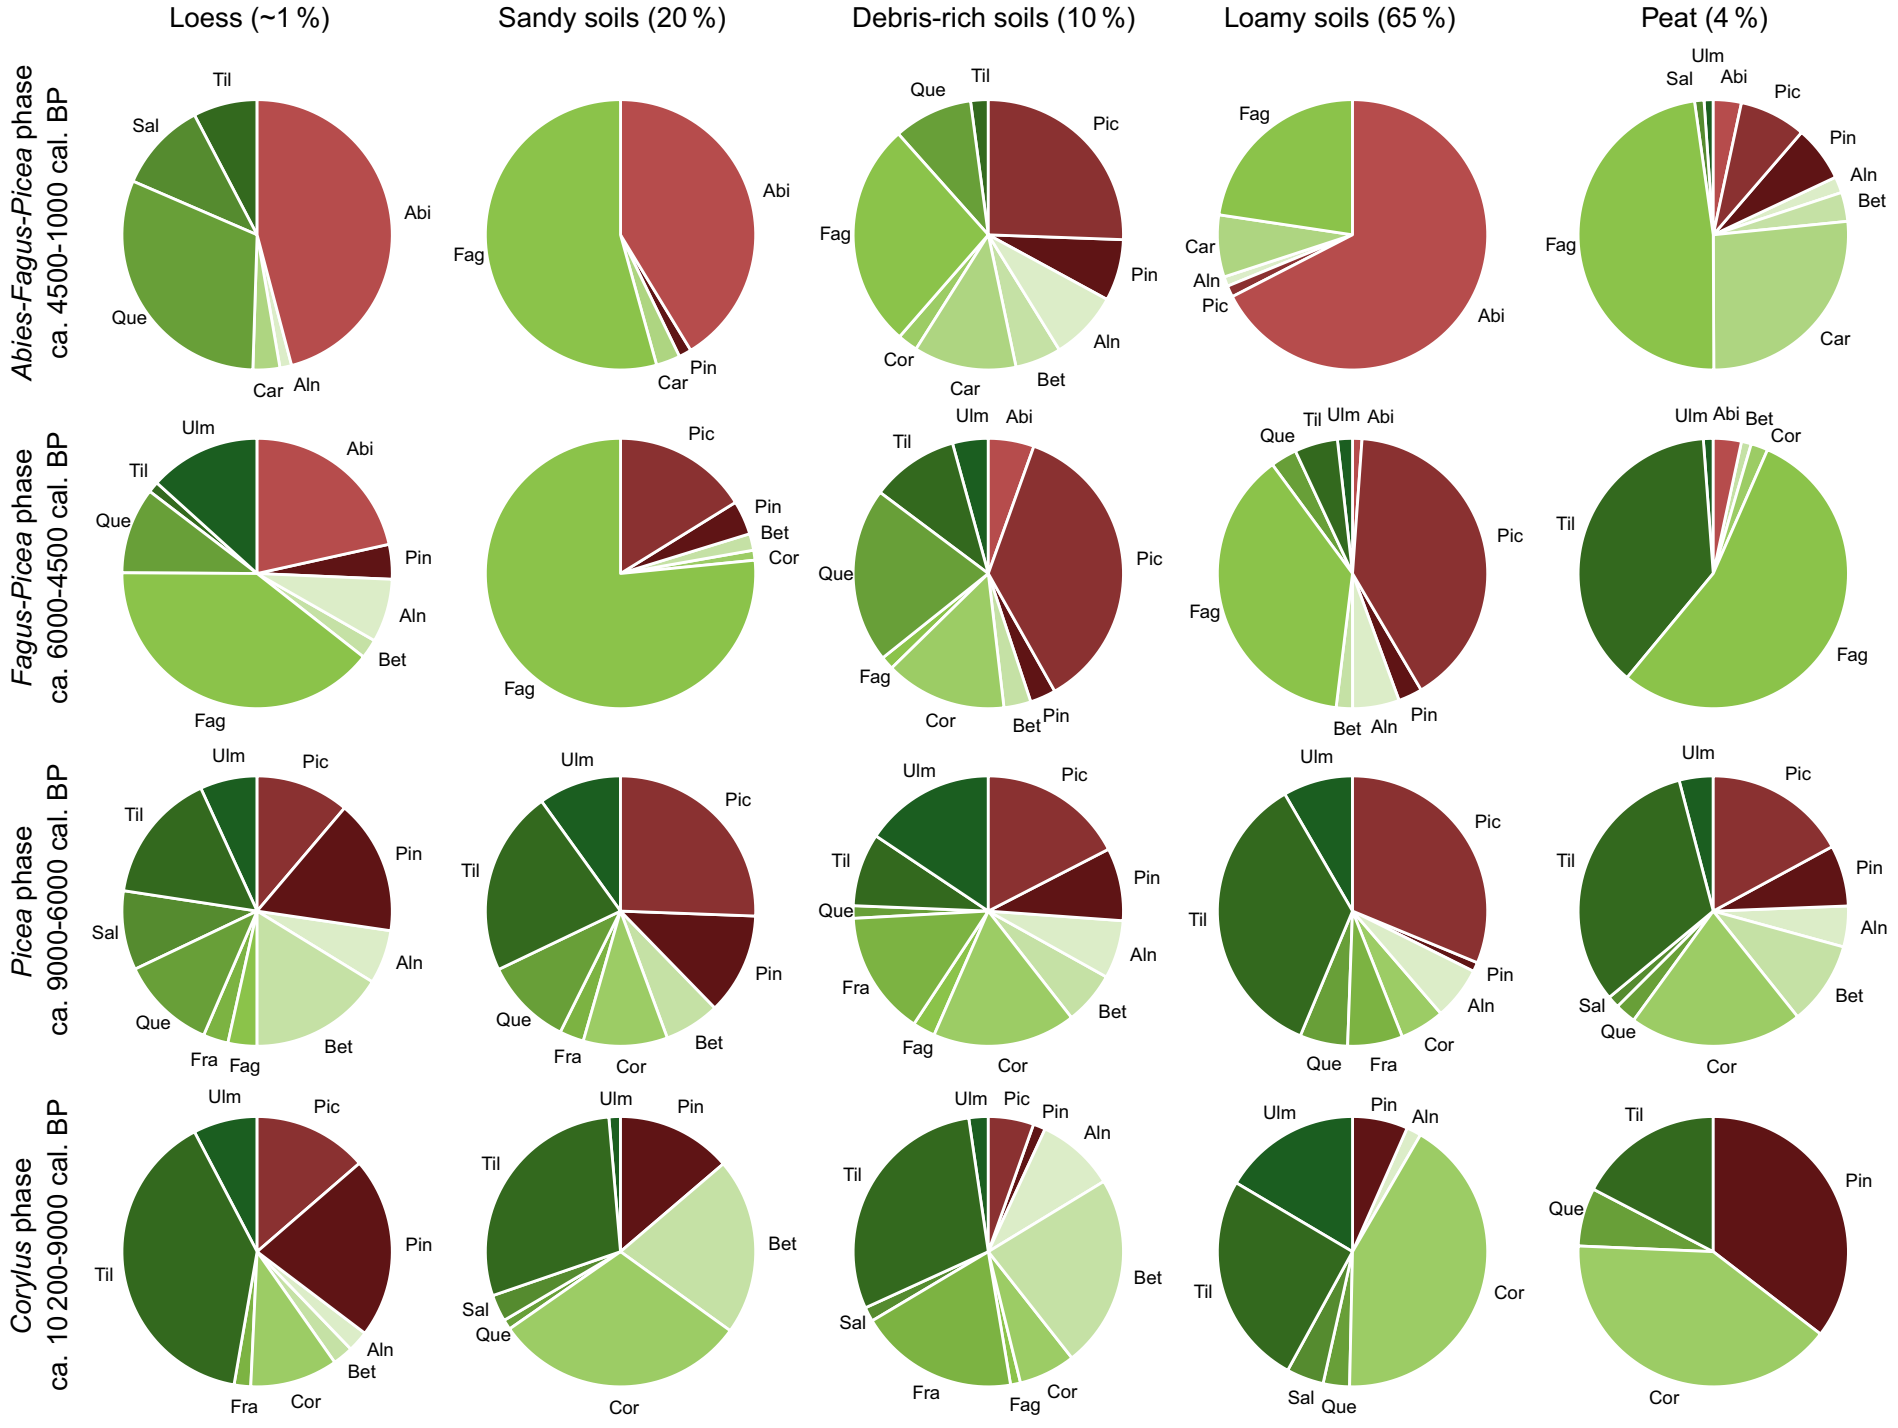 Loess (~1 %)
Sandy soils (20 %)
Debris-rich soils (10 %)
Loamy soils (65 %)
Peat (4 %)
Abies-Fagus-Picea phase
ca. 4500-1000 cal. BP
Til
Sal
Que
Car
Aln
Abi
Fag
Abi
Car
Pin
Que
Til
Pic
Fag
Pin
Cor
Car
Bet
Aln
Fag
Car
Aln
Pic
Abi
Ulm
Sal
Abi
Pic
Pin
Aln
Bet
Fag
Car
Fagus-Picea phase
ca. 6000-4500 cal. BP
Ulm
Abi
Til
Que
Pin
Aln
Bet
Fag
Pic
Pin
Bet
Cor
Fag
Ulm
Abi
Til
Pic
Que
Fag
Cor
Bet
Pin
Til
Ulm
Abi
Que
Pic
Fag
Bet
Aln
Pin
Ulm
Abi
Bet
Cor
Til
Fag
Picea phase
ca. 9000-6000 cal. BP
Ulm
Pic
Til
Pin
Sal
Aln
Que
Fra
Fag
Bet
Ulm
Pic
Til
Pin
Que
Fra
Cor
Bet
Ulm
Pic
Til
Pin
Que
Aln
Fra
Bet
Fag
Cor
Ulm
Pic
Til
Pin
Aln
Cor
Que
Fra
Ulm
Pic
Til
Pin
Aln
Sal
Que
Bet
Cor
Corylus phase
ca. 10 200-9000 cal. BP
Ulm
Pic
Til
Pin
Aln
Bet
Fra
Cor
Ulm
Pin
Til
Bet
Sal
Que
Cor
Ulm
Pic
Pin
Aln
Til
Bet
Sal
Fra
Fag
Cor
Ulm
Pin
Aln
Til
Cor
Sal
Que
Til
Pin
Que
Cor